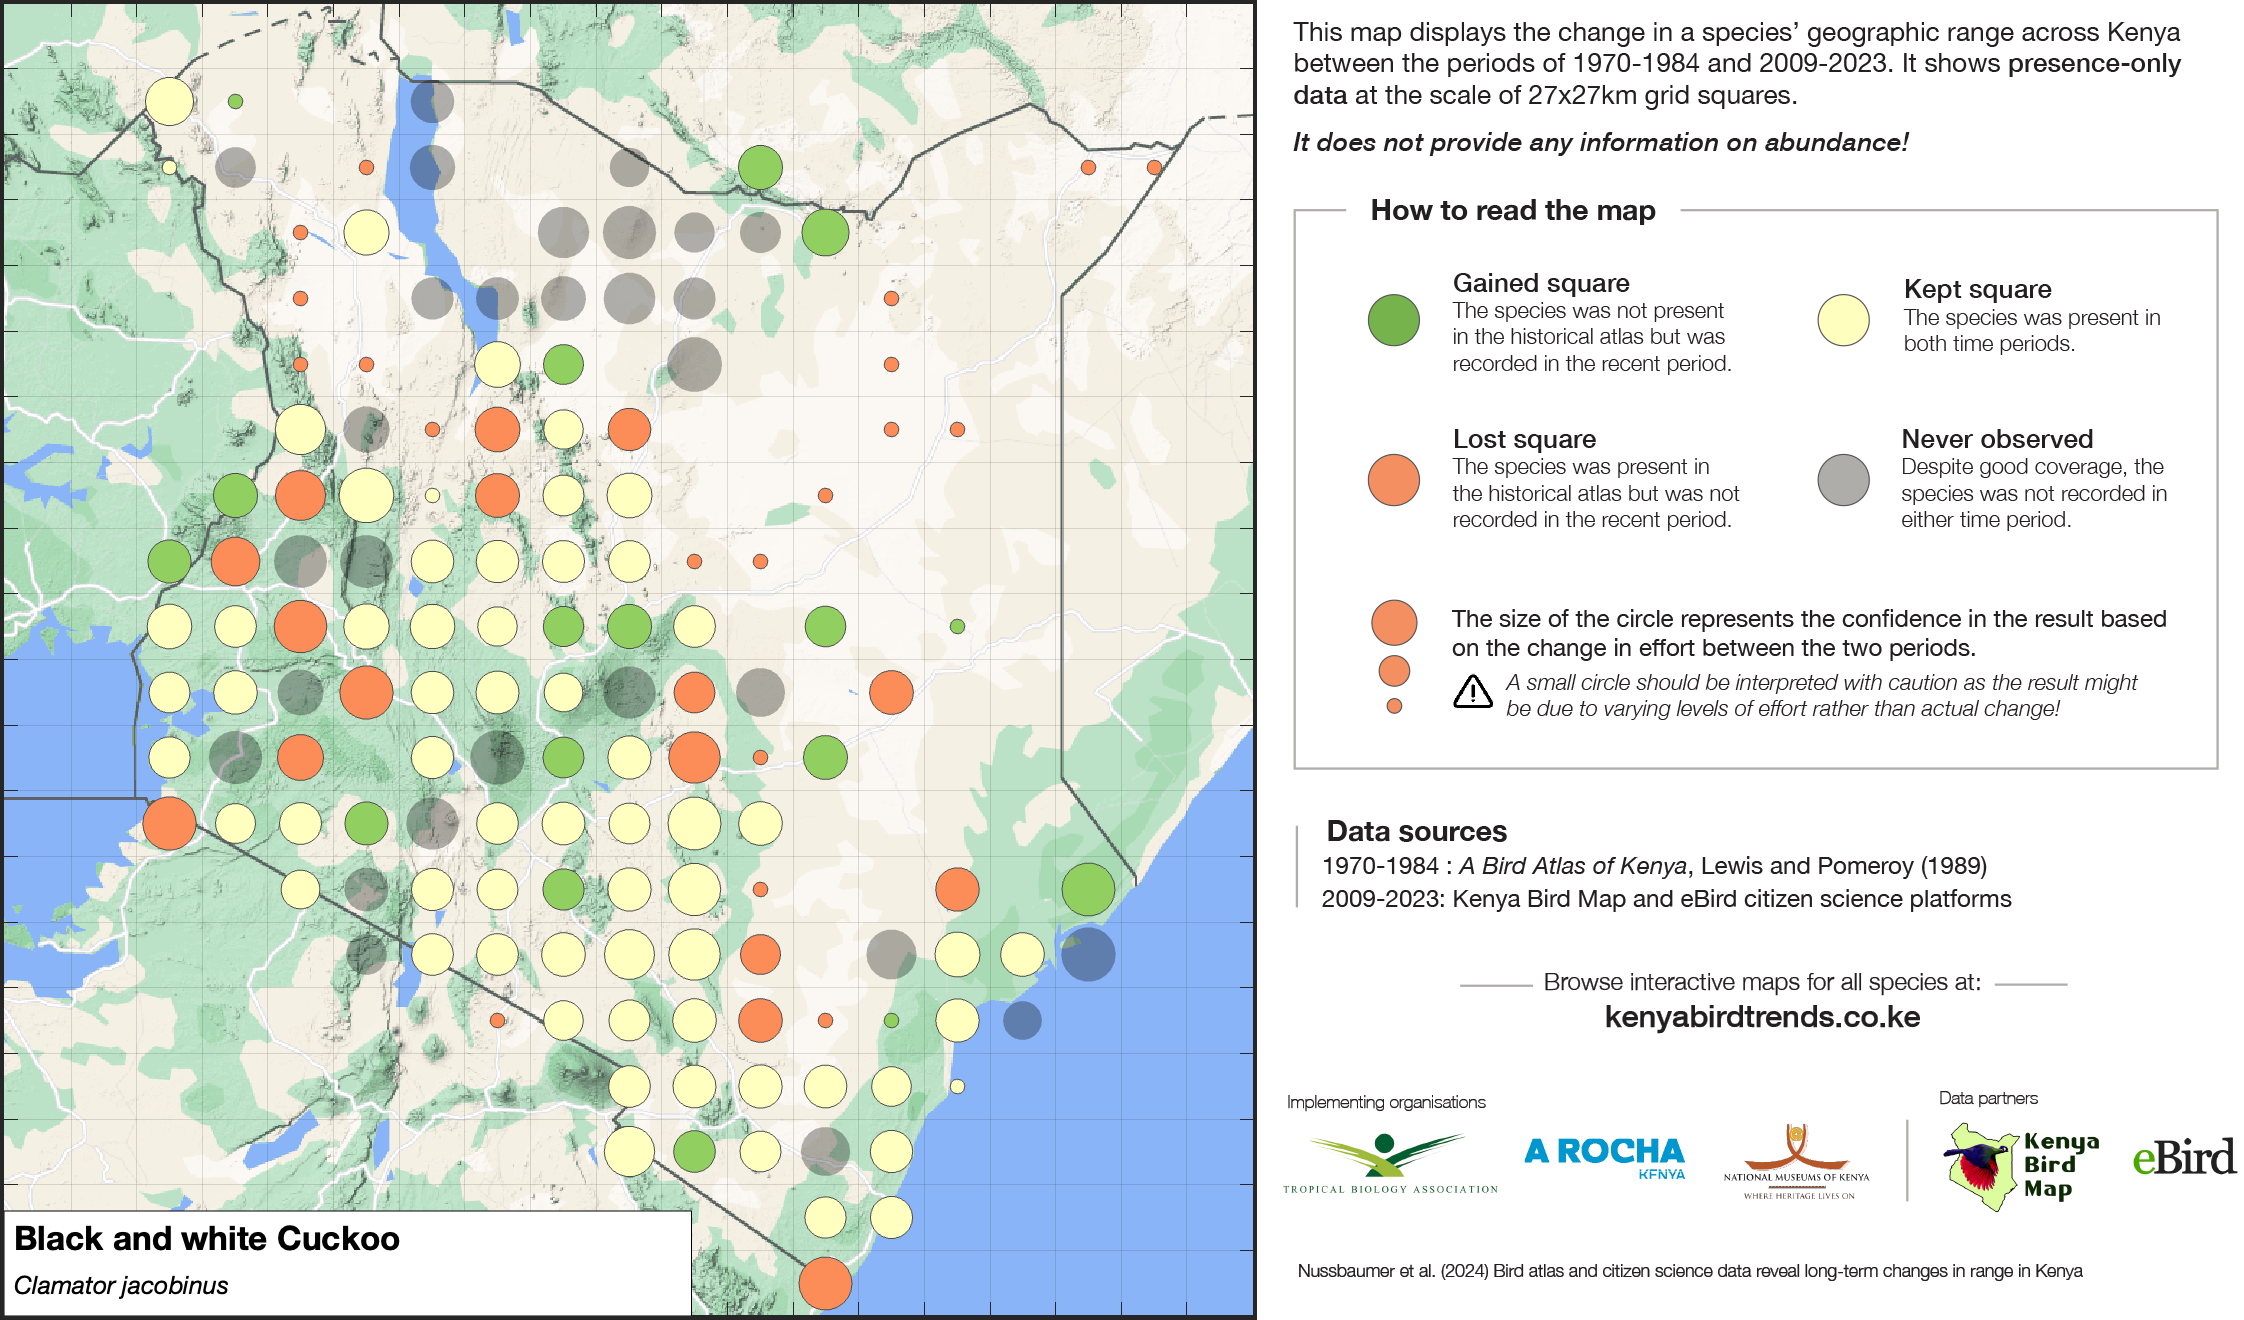 This map displays the change in a species’ geographic range across Kenya
between the periods of 1970-1984 and 2009-2023. It shows presence-only
data at the scale of 27x27km grid squares.
It does not provide any information on abundance!
How to read the map
Gained square
The species was not present
in the historical atlas but was
recorded in the recent period.
Kept square
The species was present in
both time periods.
Lost square
The species was present in
the historical atlas but was not
recorded in the recent period.
Never observed
Despite good coverage, the
species was not recorded in
either time period.
The size of the circle represents the confidence in the result based
on the change in effort between the two periods.
A small circle should be interpreted with caution as the result might
be due to varying levels of effort rather than actual change!
Data sources
1970-1984 : A Bird Atlas of Kenya, Lewis and Pomeroy (1989)
2009-2023: Kenya Bird Map and eBird citizen science platforms
Browse interactive maps for all species at:
kenyabirdtrends.co.ke
Implementing organisations
Data partners
TROPICAL BIOLOGY ASSOCIATION
A ROCHA
KENYA
NATIONAL MUSEUMS OF KENYA
WHERE HERITAGE LIVES ON
Kenya
Bird
Map
eBird
Black and white Cuckoo
Clamator jacobinus
Nussbaumer et al. (2024) Bird atlas and citizen science data reveal long-term changes in range in Kenya